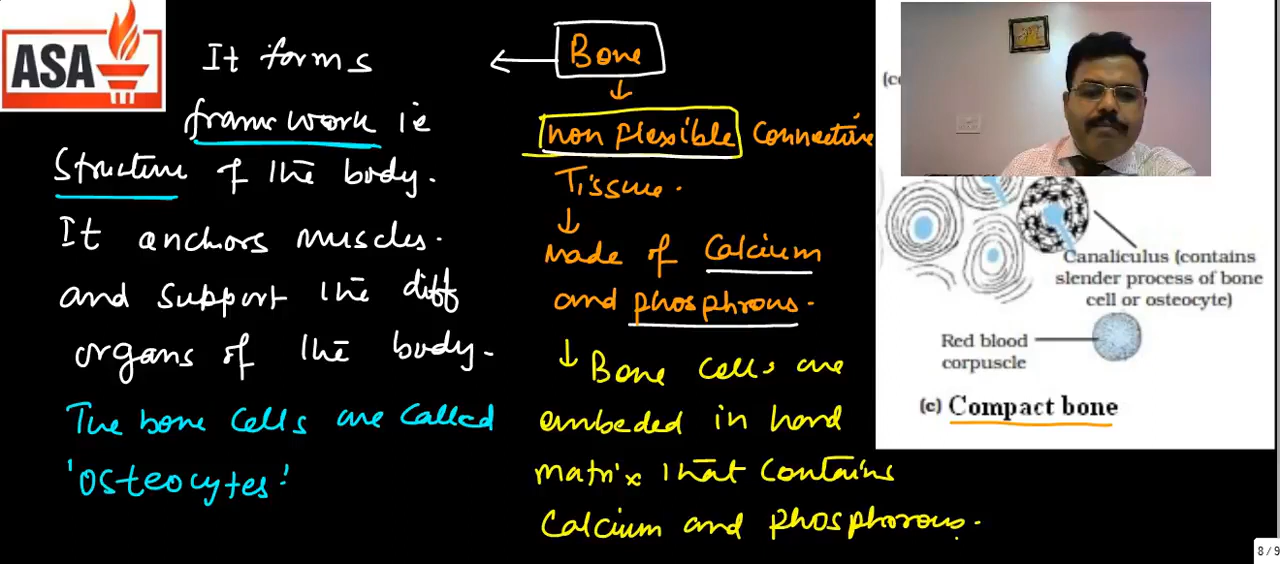 ASA
It forms
framework ie
Structure of the body.
It anchors muscles.
and support the diff
organs of the body.
The bone cells are called
'osteocytes'
Bone
non flexible Connective
Tissue.
Made of Calcium
and phosphrous.
Bone cells are
embeded in hard
matrix that contains
Calcium and phosphorous.
(c
Canaliculus (contains
slender process of bone
cell or osteocyte)
Red blood
corpuscle
(c) Compact bone
8 / 9